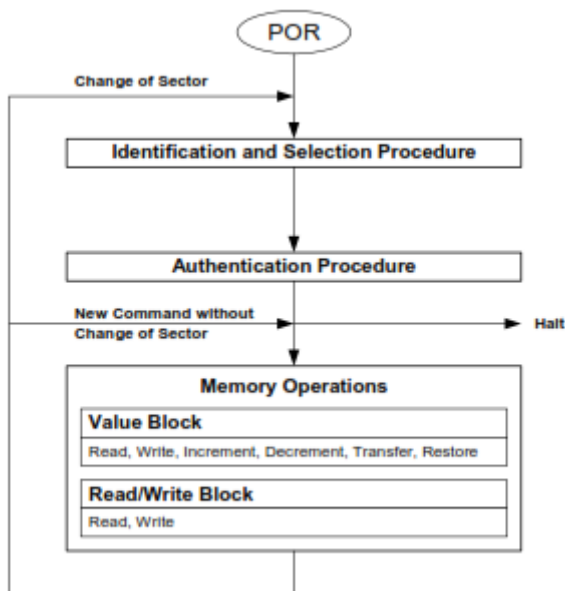 POR
Change of Sector
Identification and Selection Procedure
Authentication Procedure
New Command without
Change of Sector
Halt
Memory Operations
Value Block
Read, Write, Increment, Decrement, Transfer, Restore
Read/Write Block
Read, Write